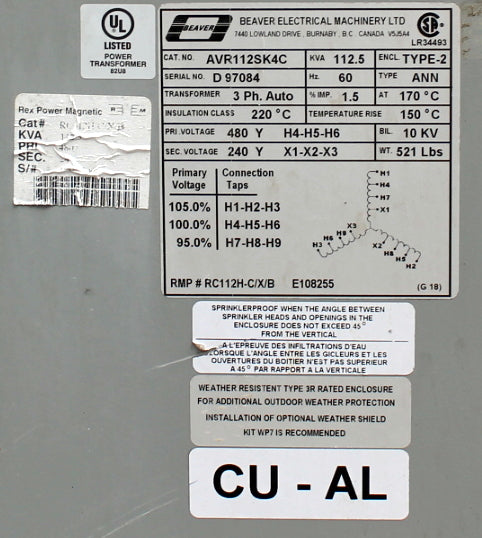 UL
LISTED
POWER
TRANSFORMER
82U8
BEAVER
BEAVER ELECTRICAL MACHINERY LTD
7440 LOWLAND DRIVE, BURNABY, B.C CANADA V5J5A4
LR34493
CAT. NO. AVR112SK4C KVA 112.5 ENCL. TYPE-2
SERIAL NO. D 97084 Hz. 60 TYPE ANN
TRANSFORMER 3 Ph. Auto % IMP. 1.5 AT 170 °C
INSULATION CLASS 220 °C TEMPERATURE RISE 150 °C
PRI. VOLTAGE 480 Y H4-H5-H6 BIL. 10 KV
SEC. VOLTAGE 240 Y X1-X2-X3 WT. 521 Lbs
Primary Connection
Voltage Taps
105.0% H1-H2-H3
100.0% H4-H5-H6
95.0% H7-H8-H9
H1
H4
H7
X1
X3
H9
H6
H3
X2
H8
H5
H2
RMP # RC112H-C/X/B E108255 (G 18)
Rex Power Magnetic
Cat#
KVA
PRI
SEC.
S/#
SPRINKLERPROOF WHEN THE ANGLE BETWEEN
SPRINKLER HEADS AND OPENINGS IN THE
ENCLOSURE DOES NOT EXCEED 45°
FROM THE VERTICAL
A L'EPREUVE DES INFILTRATIONS D'EAU
LORSQUE L'ANGLE ENTRE LES GICLEURS ET LES
OUVERTURES DU BOITIER N'EST PAS SUPERIEUR
A 45° PAR RAPPORT A LA VERTICALE
WEATHER RESISTENT TYPE 3R RATED ENCLOSURE
FOR ADDITIONAL OUTDOOR WEATHER PROTECTION
INSTALLATION OF OPTIONAL WEATHER SHIELD
KIT WP7 IS RECOMMENDED
CU - AL